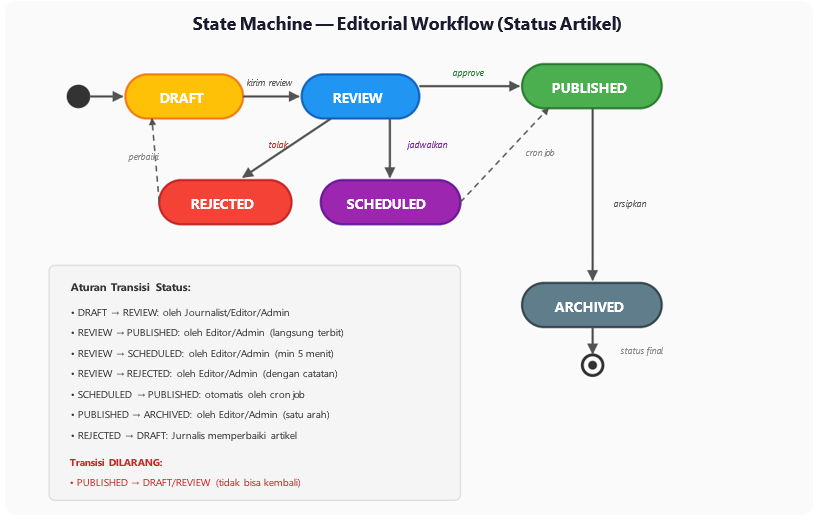 State Machine — Editorial Workflow (Status Artikel)
DRAFT
kirim review
REVIEW
approve
PUBLISHED
perbaiki
tolak
jadwalkan
cron job
REJECTED
SCHEDULED
arsipkan
ARCHIVED
status final
Aturan Transisi Status:
• DRAFT → REVIEW: oleh Journalist/Editor/Admin
• REVIEW → PUBLISHED: oleh Editor/Admin (langsung terbit)
• REVIEW → SCHEDULED: oleh Editor/Admin (min 5 menit)
• REVIEW → REJECTED: oleh Editor/Admin (dengan catatan)
• SCHEDULED → PUBLISHED: otomatis oleh cron job
• PUBLISHED → ARCHIVED: oleh Editor/Admin (satu arah)
• REJECTED → DRAFT: Jurnalis memperbaiki artikel
Transisi DILARANG:
• PUBLISHED → DRAFT/REVIEW (tidak bisa kembali)